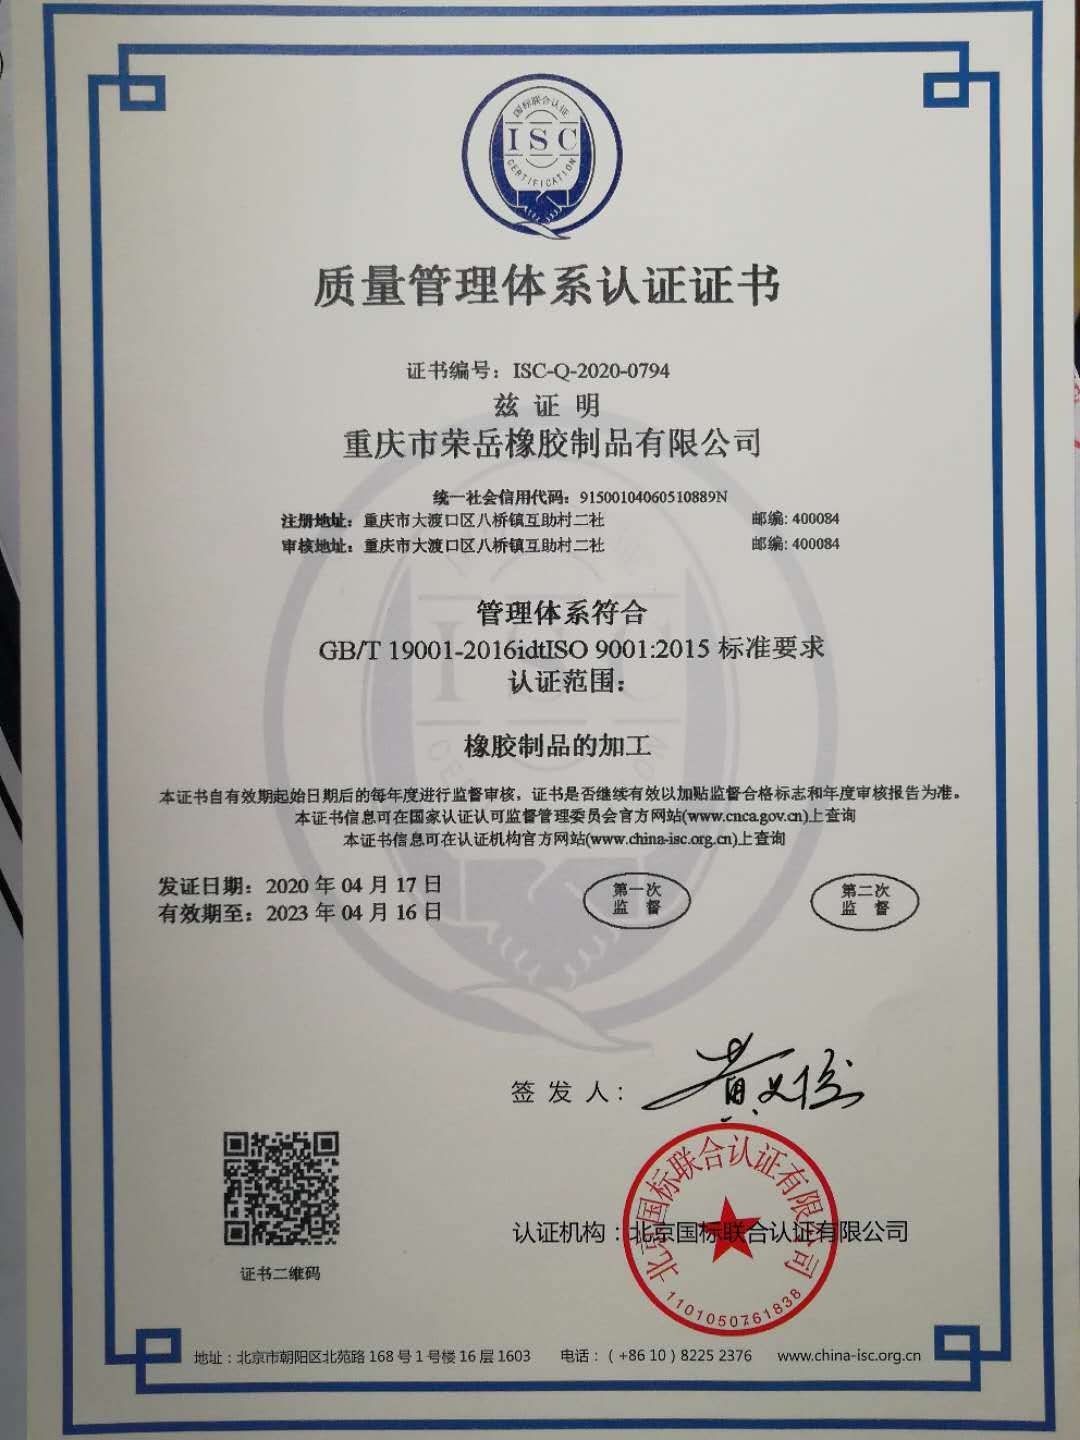 国标联合认证
ISC
CERTIFICATION
质量管理体系认证证书
证书编号：ISC-Q-2020-0794
兹 证 明
重庆市荣岳橡胶制品有限公司
统一社会信用代码：91500104060510889N
注册地址：重庆市大渡口区八桥镇互助村二社 邮编: 400084
审核地址：重庆市大渡口区八桥镇互助村二社 邮编: 400084
管理体系符合
GB/T 19001-2016idtISO 9001:2015 标准要求
认证范围：
橡胶制品的加工
本证书自有效期起始日期后的每年度进行监督审核，证书是否继续有效以加贴监督合格标志和年度审核报告为准。
本证书信息可在国家认证认可监督管理委员会官方网站(www.cnca.gov.cn)上查询
本证书信息可在认证机构官方网站(www.china-isc.org.cn)上查询
发证日期：2020 年 04 月 17 日
有效期至：2023 年 04 月 16 日
第一次
监 督
第二次
监 督
签 发 人：
北京国标联合认证有限公司
认证机构：北京国标联合认证有限公司
1101050761838
证书二维码
地址：北京市朝阳区北苑路 168 号 1 号楼 16 层 1603 电话：（+86 10）8225 2376 www.china-isc.org.cn